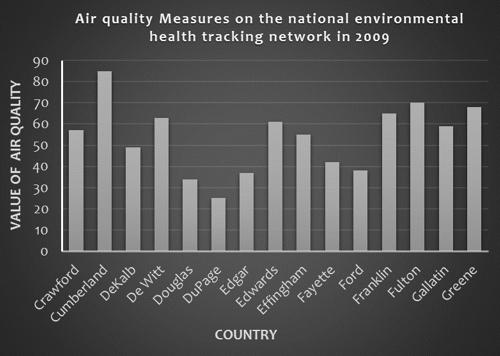 Air quality Measures on the national environmental
health tracking network in 2009
VALUE OF AIR QUALITY
90
80
70
60
50
40
30
20
10
0
Crawford
Cumberland
DeKalb
De Witt
Douglas
DuPage
Edgar
Edwards
Effingham
Fayette
Ford
Franklin
Fulton
Gallatin
Greene
COUNTRY